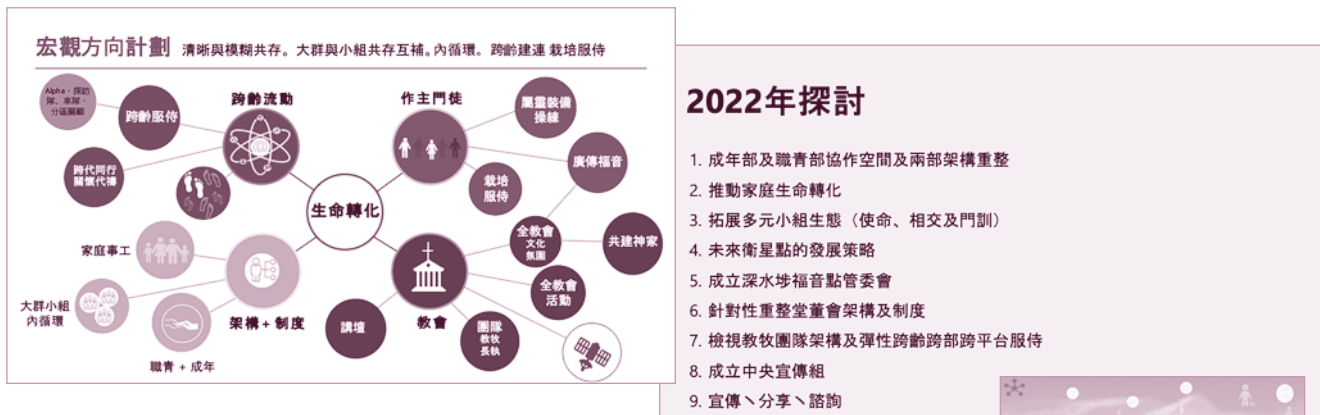 宏觀方向計劃 清晰與模糊共存。大群與小組共存互補。內循環。跨齡建連 栽培服侍
Alpha、探訪
隊、車隊、
分區關顧
跨齡服侍
跨代同行
關懷代禱
跨齡流動
作主門徒
屬靈裝備
操練
廣傳福音
栽培
服侍
生命轉化
家庭事工
大群小組
內循環
職青 + 成年
架構 + 制度
教會
講壇
團隊
教牧
長執
全教會
文化
氛圍
共建神家
全教會
活動
2022年探討
1. 成年部及職青部協作空間及兩部架構重整
2. 推動家庭生命轉化
3. 拓展多元小組生態（使命、相交及門訓）
4. 未來衛星點的發展策略
5. 成立深水埗福音點管委會
6. 針對性重整堂董會架構及制度
7. 檢視教牧團隊架構及彈性跨齡跨部跨平台服侍
8. 成立中央宣傳組
9. 宣傳、分享、諮詢